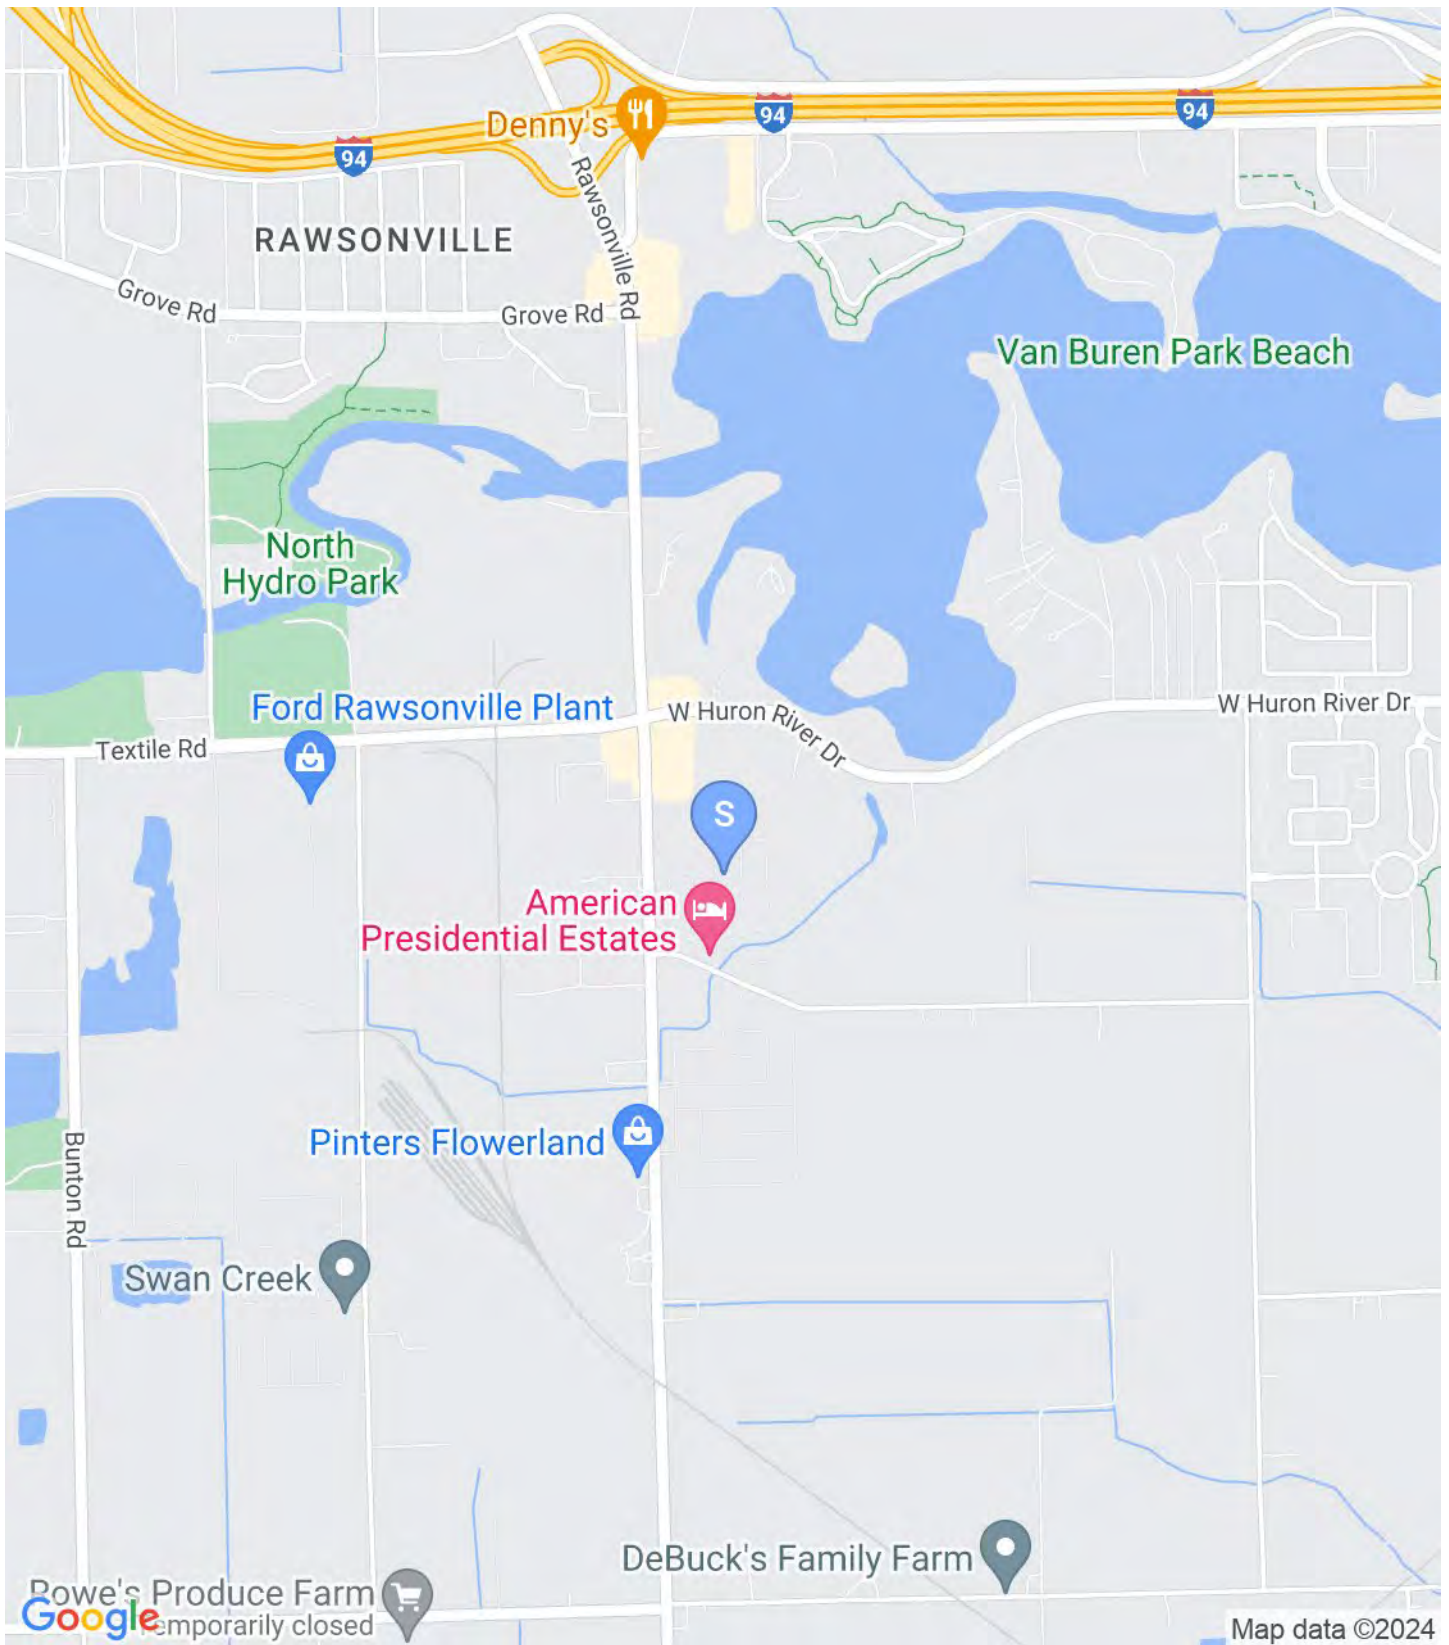 94
94
Denny's
94
Rawsonville Rd
RAWSONVILLE
Grove Rd
Grove Rd
Van Buren Park Beach
North
Hydro Park
Ford Rawsonville Plant
W Huron River Dr
W Huron River Dr
Textile Rd
S
American
Presidential Estates
Pinters Flowerland
Bunton Rd
Swan Creek
DeBuck's Family Farm
Rowe's Produce Farm
Temporarily closed
Google
Map data ©2024